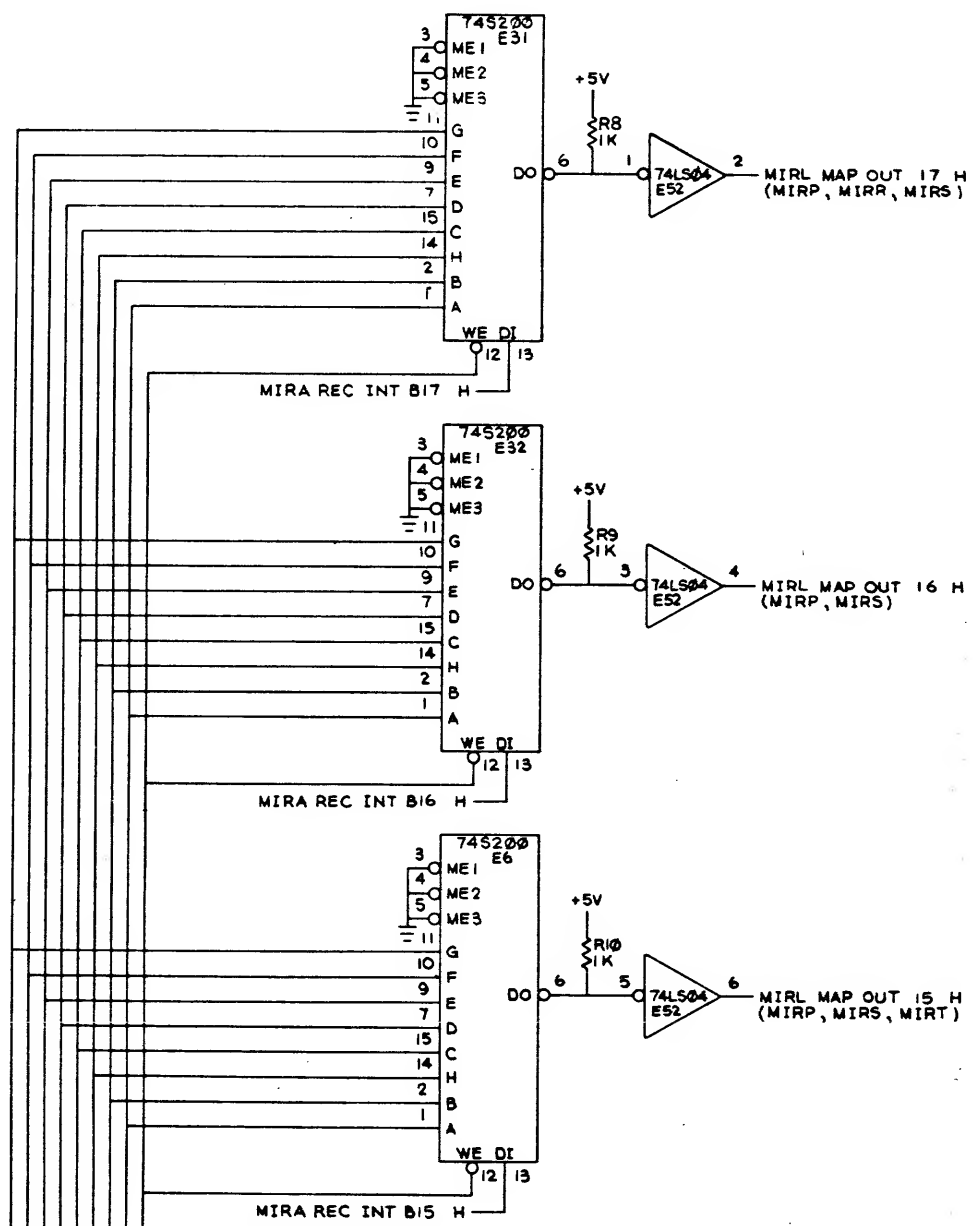 74S200
E31
3 ME1
4 ME2
5 ME3
11 G
10 F
9 E
7 D
15 C
14 H
2 B
1 A
WE DI
12 13
DO 6
+5V
R8
1K
1 74LS04 2
E52
MIRL MAP OUT 17 H
(MIRP, MIRR, MIRS)
MIRA REC INT B17 H
74S200
E32
3 ME1
4 ME2
5 ME3
11 G
10 F
9 E
7 D
15 C
14 H
2 B
1 A
WE DI
12 13
DO 6
+5V
R9
1K
3 74LS04 4
E52
MIRL MAP OUT 16 H
(MIRP, MIRS)
MIRA REC INT B16 H
74S200
E6
3 ME1
4 ME2
5 ME3
11 G
10 F
9 E
7 D
15 C
14 H
2 B
1 A
WE DI
12 13
DO 6
+5V
R10
1K
5 74LS04 6
E52
MIRL MAP OUT 15 H
(MIRP, MIRS, MIRT)
MIRA REC INT B15 H